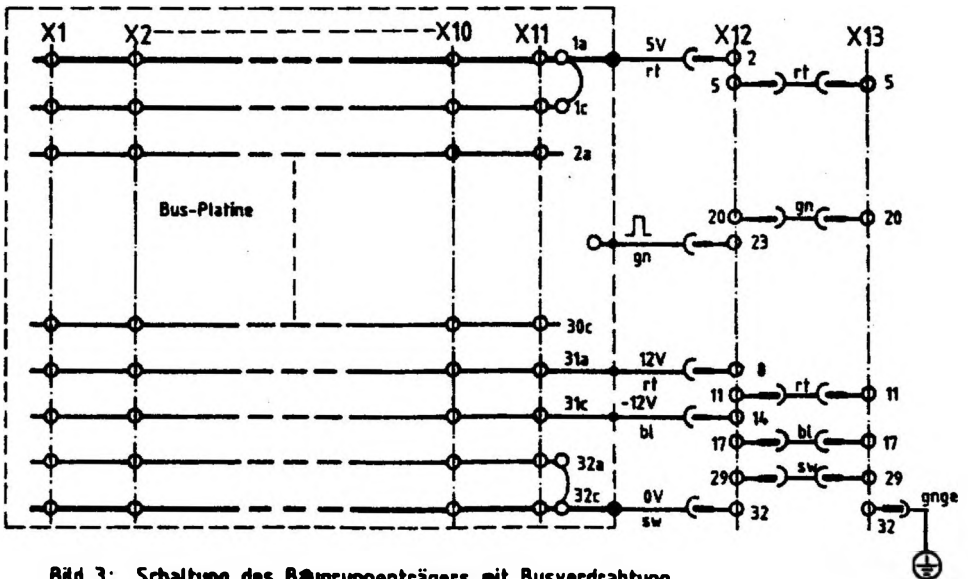 X1 X2 X10 X11 1a 5V X12 X13
rt 2
5 rt 5
1c
2a
Bus-Platine
20 gn 20
gn 23
30c
31a 12V 8
rt 11 rt 11
31c -12V 14
bl 17 bl 17
32a 29 sw 29
32c 0V gnge
sw 32 32
Bild 3: Schaltung des Baugruppenträgers mit Busverdrahtung